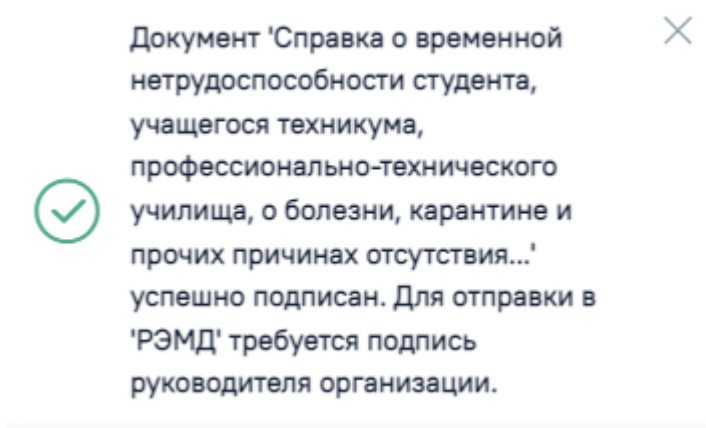 Документ 'Справка о временной
нетрудоспособности студента,
учащегося техникума,
профессионально-технического
училища, о болезни, карантине и
прочих причинах отсутствия...'
успешно подписан. Для отправки в
'РЭМД' требуется подпись
руководителя организации.